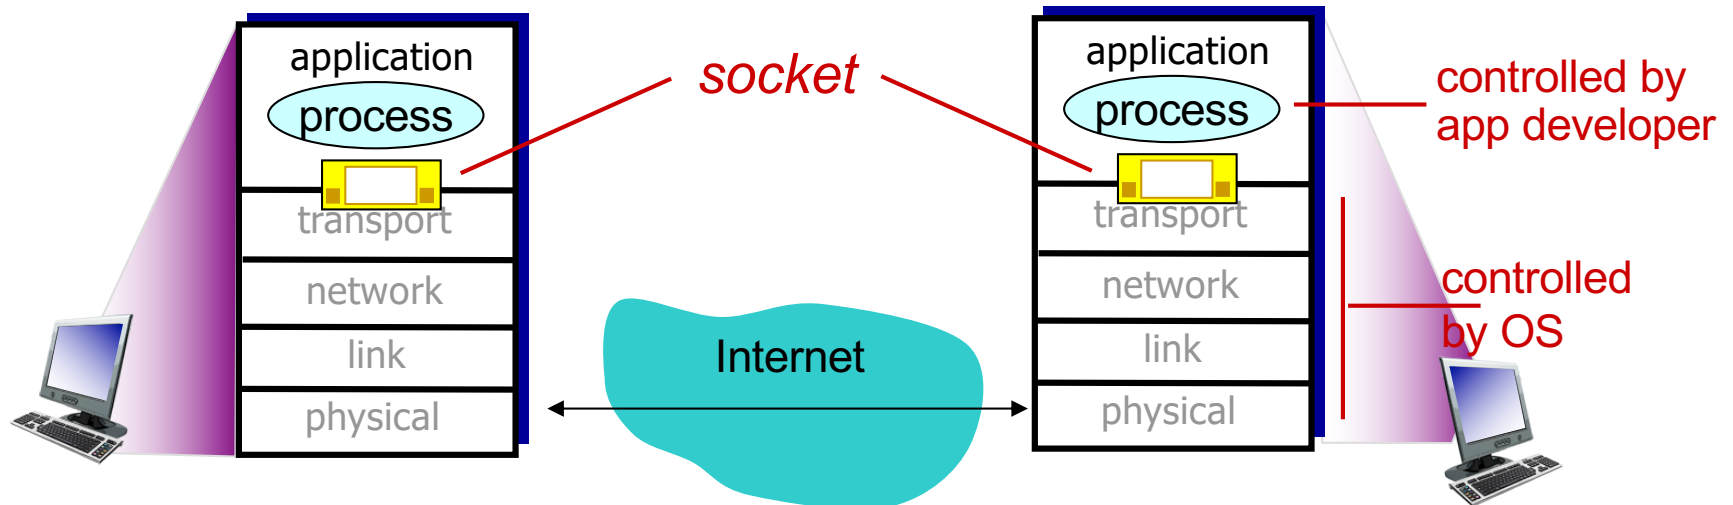 application
process
transport
network
link
physical
socket
Internet
application
process
transport
network
link
physical
controlled by
app developer
controlled
by OS